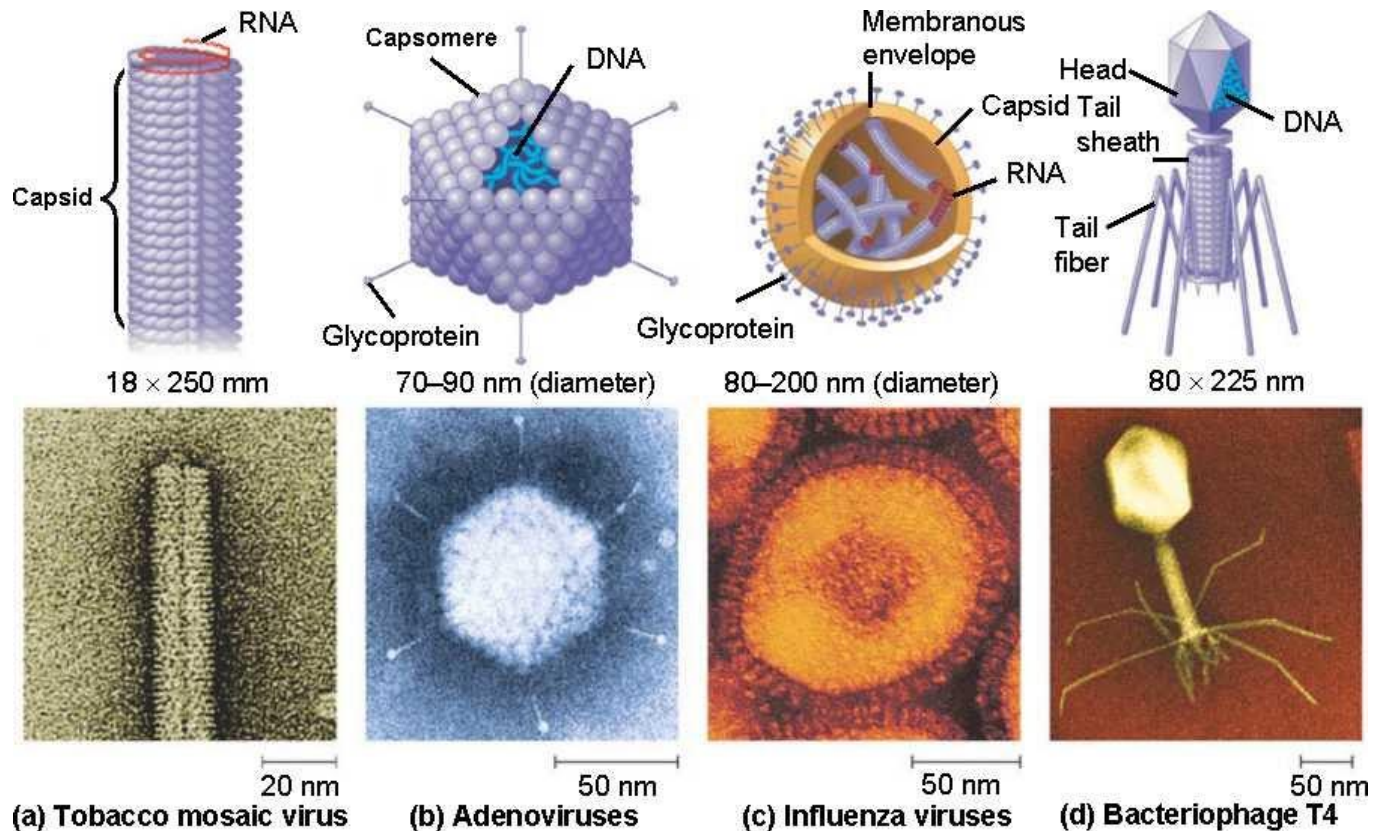 RNA
Capsid
18 × 250 mm
20 nm
(a) Tobacco mosaic virus
Capsomere
DNA
Glycoprotein
70–90 nm (diameter)
50 nm
(b) Adenoviruses
Membranous
envelope
Capsid
RNA
Glycoprotein
80–200 nm (diameter)
50 nm
(c) Influenza viruses
Head
Tail
sheath
DNA
Tail
fiber
80 × 225 nm
50 nm
(d) Bacteriophage T4